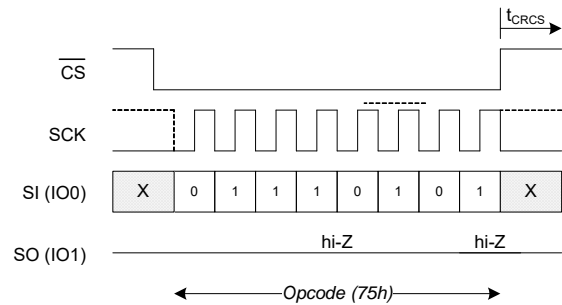 tCRCS
CS
SCK
SI (IO0) X 0 1 1 1 0 1 0 1 X
SO (IO1) hi-Z hi-Z
Opcode (75h)